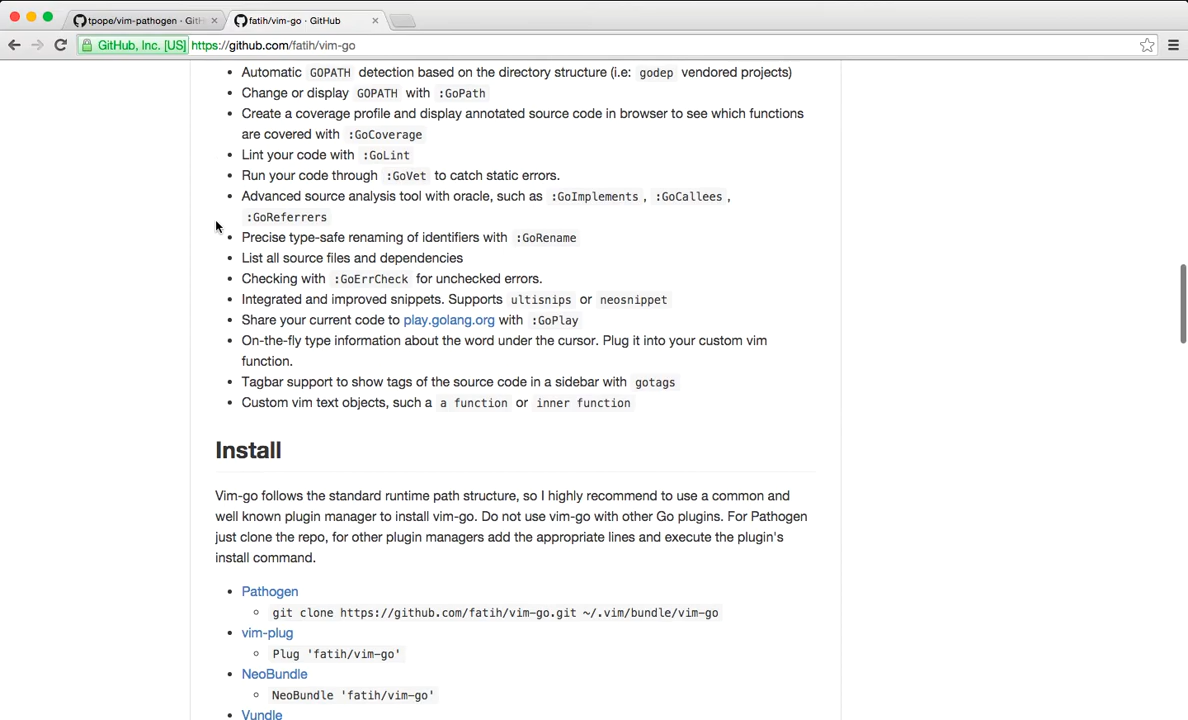 tpope/vim-pathogen · GitH
fatih/vim-go · GitHub
GitHub, Inc. [US] https://github.com/fatih/vim-go
Automatic GOPATH detection based on the directory structure (i.e: godep vendored projects)
Change or display GOPATH with :GoPath
Create a coverage profile and display annotated source code in browser to see which functions
are covered with :GoCoverage
Lint your code with :GoLint
Run your code through :GoVet to catch static errors.
Advanced source analysis tool with oracle, such as :GoImplements , :GoCallees ,
:GoReferrers
Precise type-safe renaming of identifiers with :GoRename
List all source files and dependencies
Checking with :GoErrCheck for unchecked errors.
Integrated and improved snippets. Supports ultisnips or neosnippet
Share your current code to play.golang.org with :GoPlay
On-the-fly type information about the word under the cursor. Plug it into your custom vim
function.
Tagbar support to show tags of the source code in a sidebar with gotags
Custom vim text objects, such a a function or inner function
Install
Vim-go follows the standard runtime path structure, so I highly recommend to use a common and
well known plugin manager to install vim-go. Do not use vim-go with other Go plugins. For Pathogen
just clone the repo, for other plugin managers add the appropriate lines and execute the plugin's
install command.
Pathogen
git clone https://github.com/fatih/vim-go.git ~/.vim/bundle/vim-go
vim-plug
Plug 'fatih/vim-go'
NeoBundle
NeoBundle 'fatih/vim-go'
Vundle